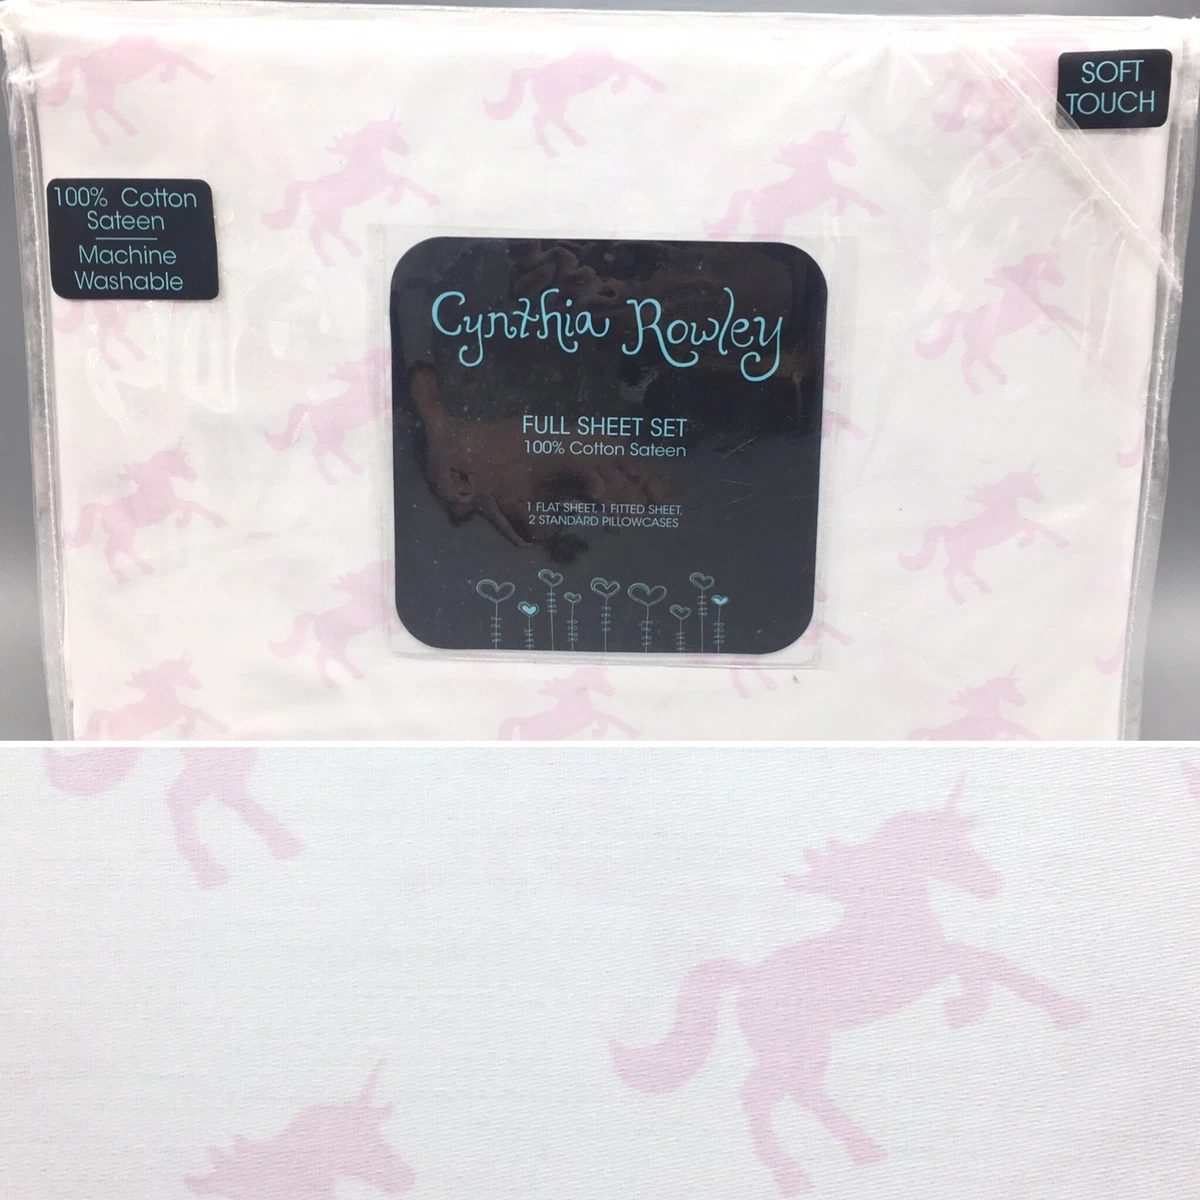 SOFT
TOUCH
100% Cotton
Sateen
Machine
Washable
Cynthia Rowley
FULL SHEET SET
100% Cotton Sateen
1 FLAT SHEET, 1 FITTED SHEET,
2 STANDARD PILLOWCASES